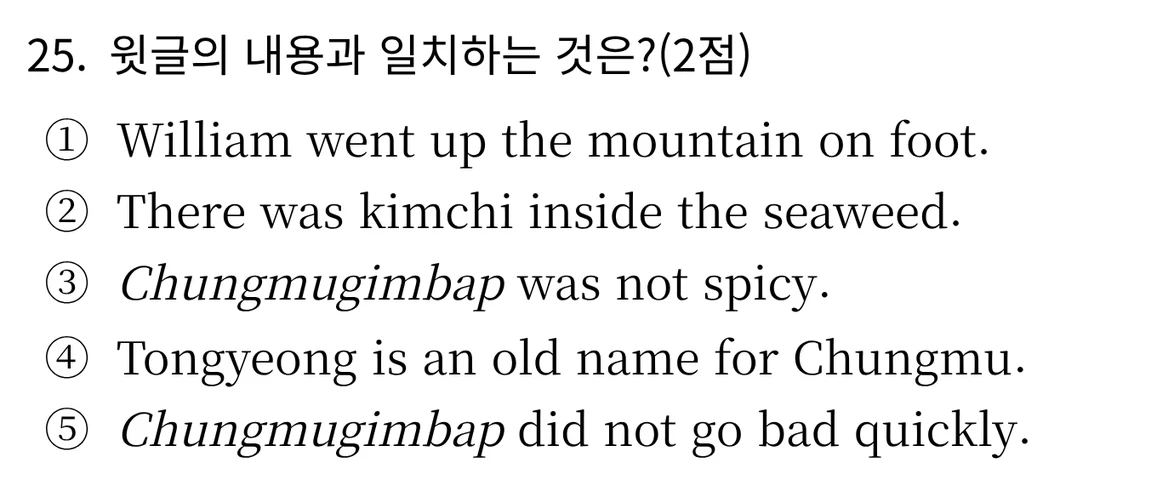 25. 윗글의 내용과 일치하는 것은?(2점)
① William went up the mountain on foot.
② There was kimchi inside the seaweed.
③ Chungmugimbap was not spicy.
④ Tongyeong is an old name for Chungmu.
⑤ Chungmugimbap did not go bad quickly.